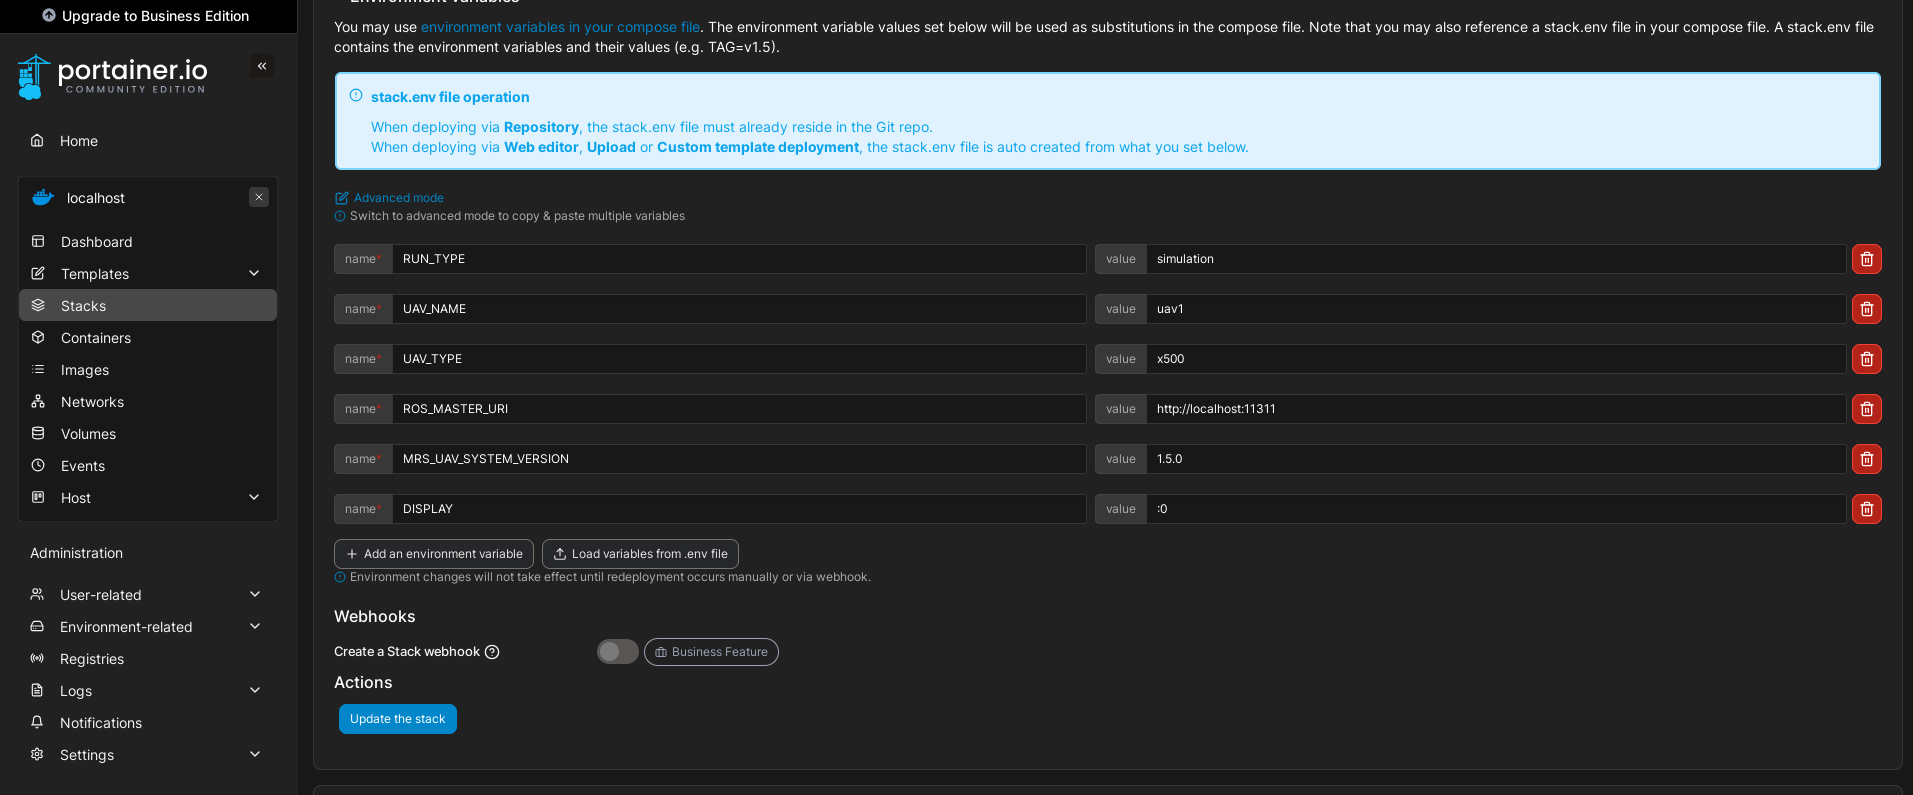 Upgrade to Business Edition
portainer.io
COMMUNITY EDITION
Home
localhost
Dashboard
Templates
Stacks
Containers
Images
Networks
Volumes
Events
Host
Administration
User-related
Environment-related
Registries
Logs
Notifications
Settings
Environment variables
You may use environment variables in your compose file. The environment variable values set below will be used as substitutions in the compose file. Note that you may also reference a stack.env file in your compose file. A stack.env file
contains the environment variables and their values (e.g. TAG=v1.5).
stack.env file operation
When deploying via Repository, the stack.env file must already reside in the Git repo.
When deploying via Web editor, Upload or Custom template deployment, the stack.env file is auto created from what you set below.
Advanced mode
Switch to advanced mode to copy & paste multiple variables
name* RUN_TYPE value simulation
name* UAV_NAME value uav1
name* UAV_TYPE value x500
name* ROS_MASTER_URI value http://localhost:11311
name* MRS_UAV_SYSTEM_VERSION value 1.5.0
name* DISPLAY value :0
Add an environment variable Load variables from .env file
Environment changes will not take effect until redeployment occurs manually or via webhook.
Webhooks
Create a Stack webhook Business Feature
Actions
Update the stack